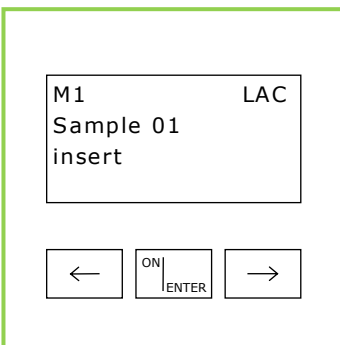 M1 LAC
Sample 01
insert
← ON ENTER →